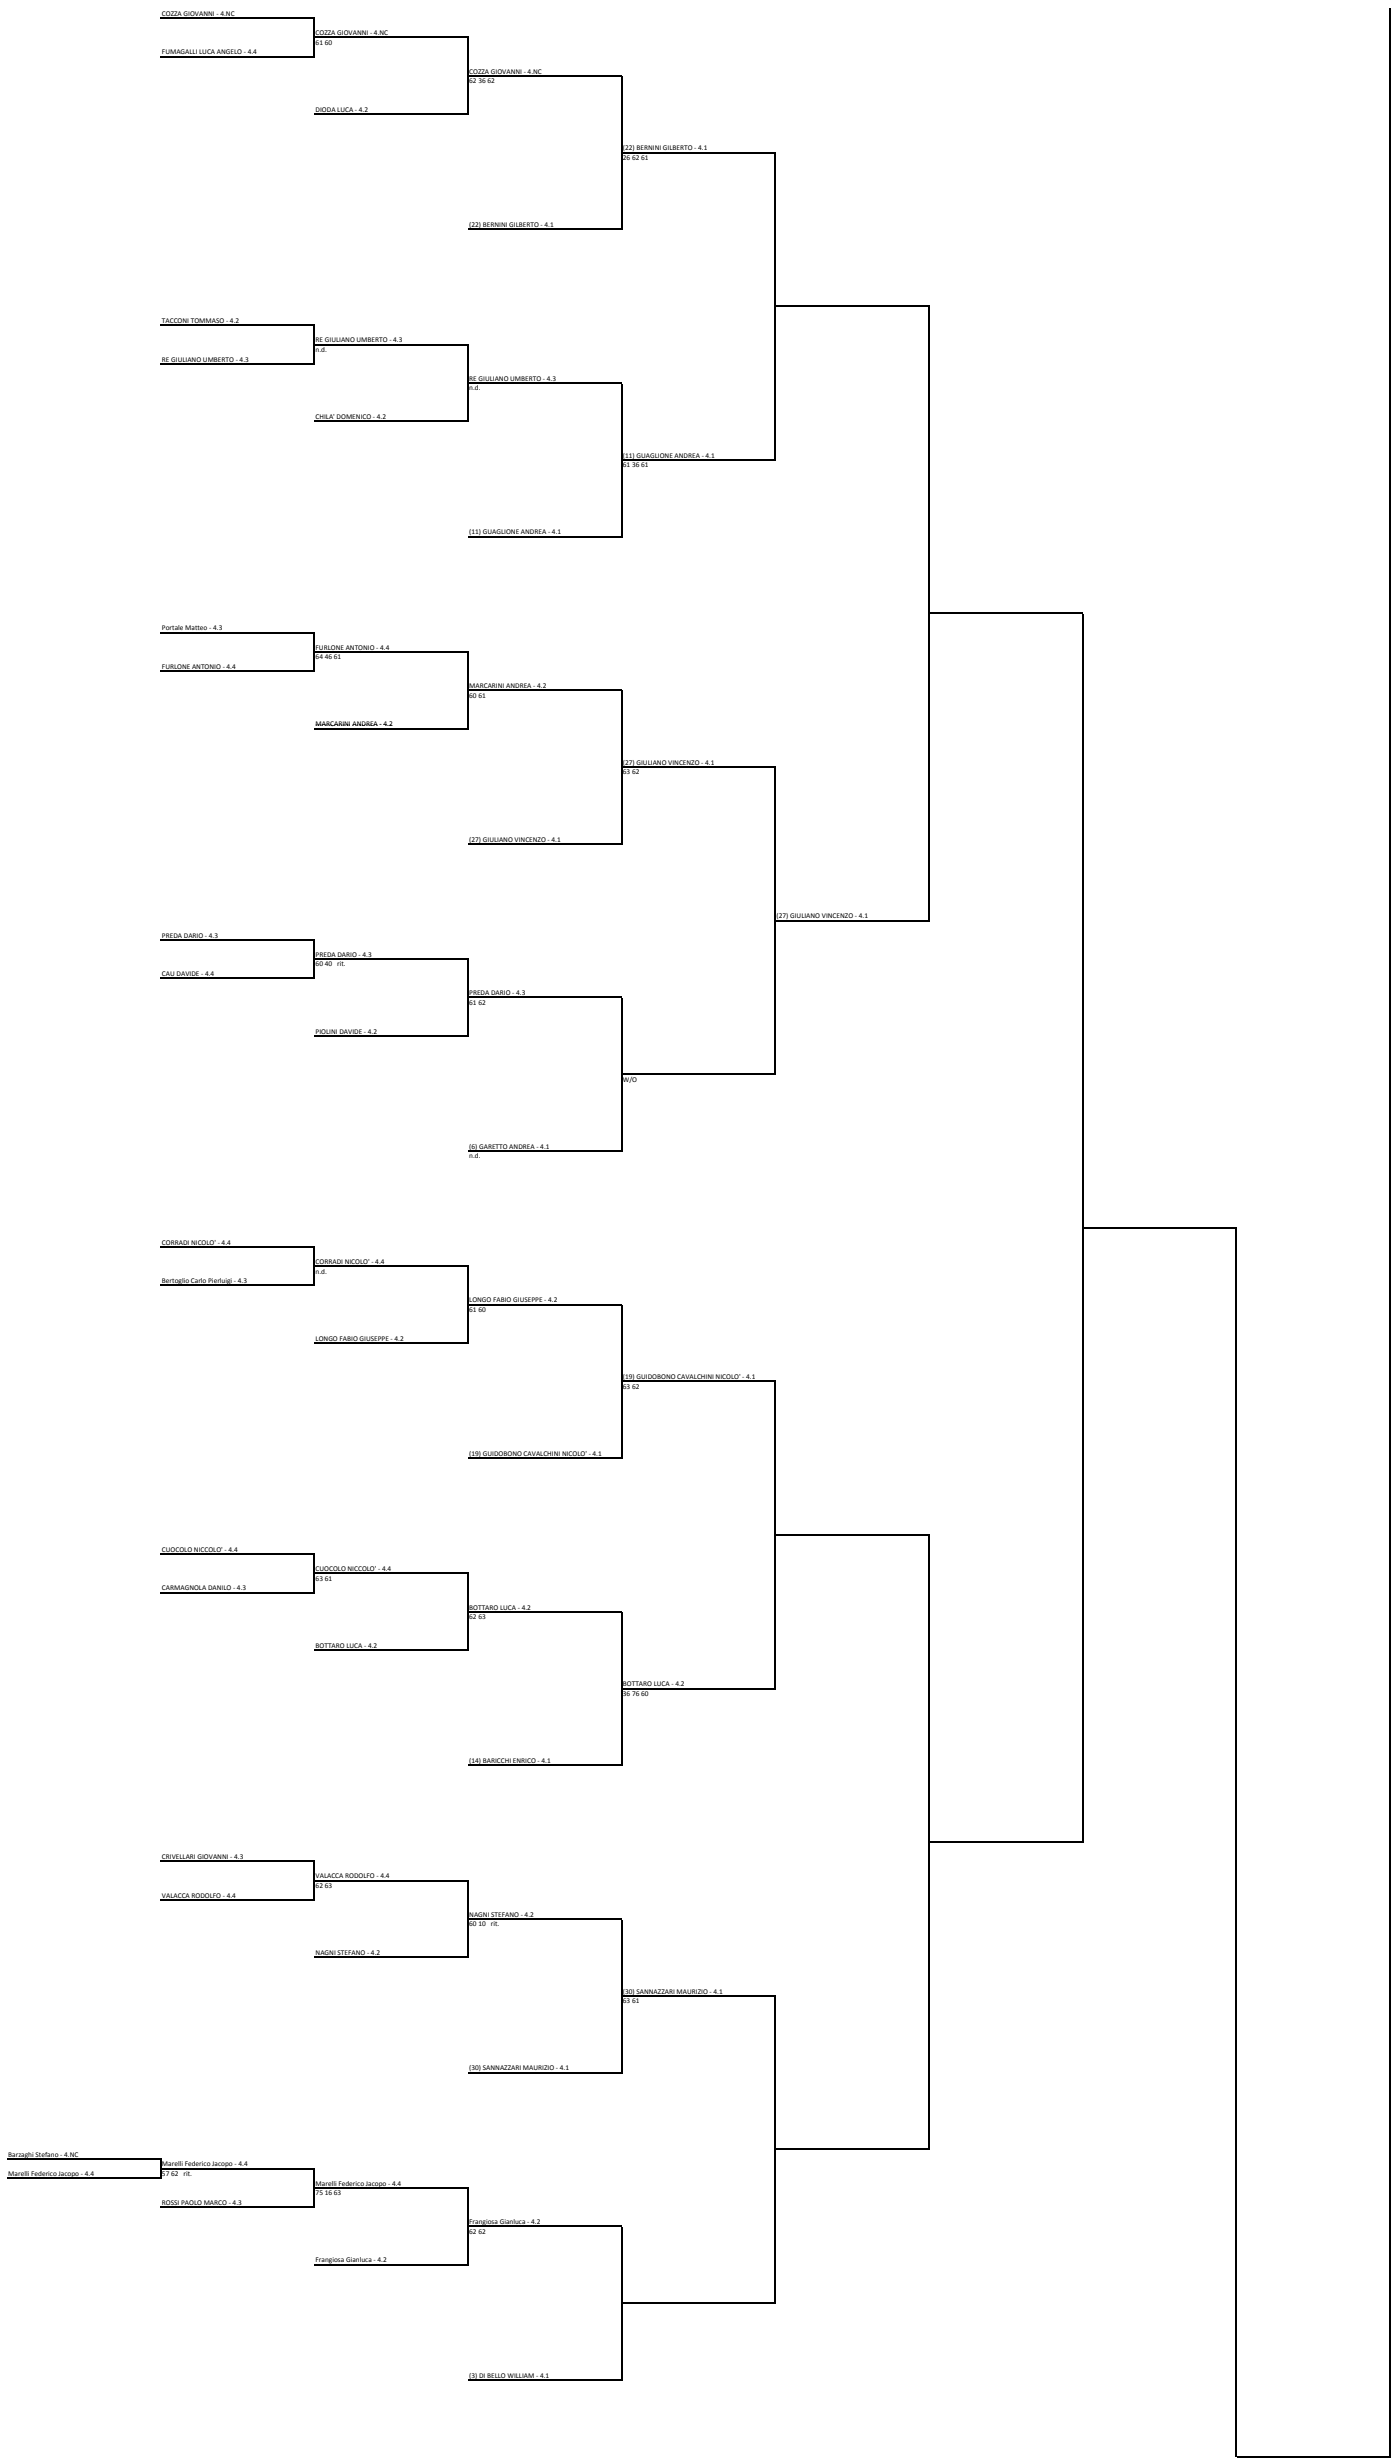 COZZA GIOVANNI - 4.NC
COZZA GIOVANNI - 4.NC
61 60
FUMAGALLI LUCA ANGELO - 4.4
COZZA GIOVANNI - 4.NC
62 36 62
DIODA LUCA - 4.2
(22) BERNINI GILBERTO - 4.1
26 62 61
(22) BERNINI GILBERTO - 4.1
TACCONI TOMMASO - 4.2
RE GIULIANO UMBERTO - 4.3
n.d.
RE GIULIANO UMBERTO - 4.3
RE GIULIANO UMBERTO - 4.3
n.d.
CHILA' DOMENICO - 4.2
(11) GUAGLIONE ANDREA - 4.1
61 36 61
(11) GUAGLIONE ANDREA - 4.1
Portale Matteo - 4.3
FURLONE ANTONIO - 4.4
64 46 61
FURLONE ANTONIO - 4.4
MARCARINI ANDREA - 4.2
60 61
MARCARINI ANDREA - 4.2
(27) GIULIANO VINCENZO - 4.1
63 62
(27) GIULIANO VINCENZO - 4.1
(27) GIULIANO VINCENZO - 4.1
PREDA DARIO - 4.3
PREDA DARIO - 4.3
60 40 rit.
CAU DAVIDE - 4.4
PREDA DARIO - 4.3
61 62
PIOLINI DAVIDE - 4.2
W/O
(6) GARETTO ANDREA - 4.1
n.d.
CORRADI NICOLO' - 4.4
CORRADI NICOLO' - 4.4
n.d.
Bertoglio Carlo Pierluigi - 4.3
LONGO FABIO GIUSEPPE - 4.2
61 60
LONGO FABIO GIUSEPPE - 4.2
(19) GUIDOBONO CAVALCHINI NICOLO' - 4.1
63 62
(19) GUIDOBONO CAVALCHINI NICOLO' - 4.1
CUOCOLO NICCOLO' - 4.4
CUOCOLO NICCOLO' - 4.4
63 61
CARMAGNOLA DANILO - 4.3
BOTTARO LUCA - 4.2
62 63
BOTTARO LUCA - 4.2
BOTTARO LUCA - 4.2
36 76 60
(14) BARICCHI ENRICO - 4.1
CRIVELLARI GIOVANNI - 4.3
VALACCA RODOLFO - 4.4
62 63
VALACCA RODOLFO - 4.4
NAGNI STEFANO - 4.2
60 10 rit.
NAGNI STEFANO - 4.2
(30) SANNAZZARI MAURIZIO - 4.1
63 61
(30) SANNAZZARI MAURIZIO - 4.1
Barzaghi Stefano - 4.NC
Marelli Federico Jacopo - 4.4
57 62 rit.
Marelli Federico Jacopo - 4.4
Marelli Federico Jacopo - 4.4
75 16 63
ROSSI PAOLO MARCO - 4.3
Frangiosa Gianluca - 4.2
62 62
Frangiosa Gianluca - 4.2
(3) DI BELLO WILLIAM - 4.1